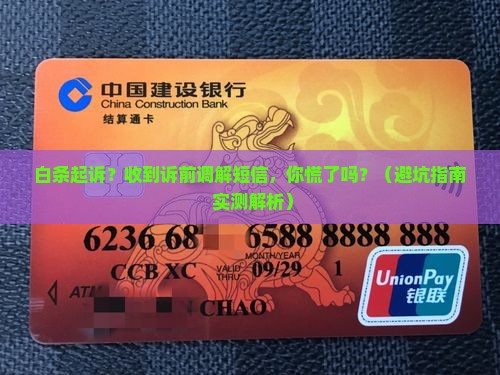 中国建设银行
China Construction Bank
结算通卡
白条起诉？收到诉前调解短信，你慌了吗？（避坑指南
实测解析）
6236 68 6588 8888 888
MONTH/YEAR
CCB XC VALID THRU 09/29 1
ATM
CHAO
UnionPay
银联